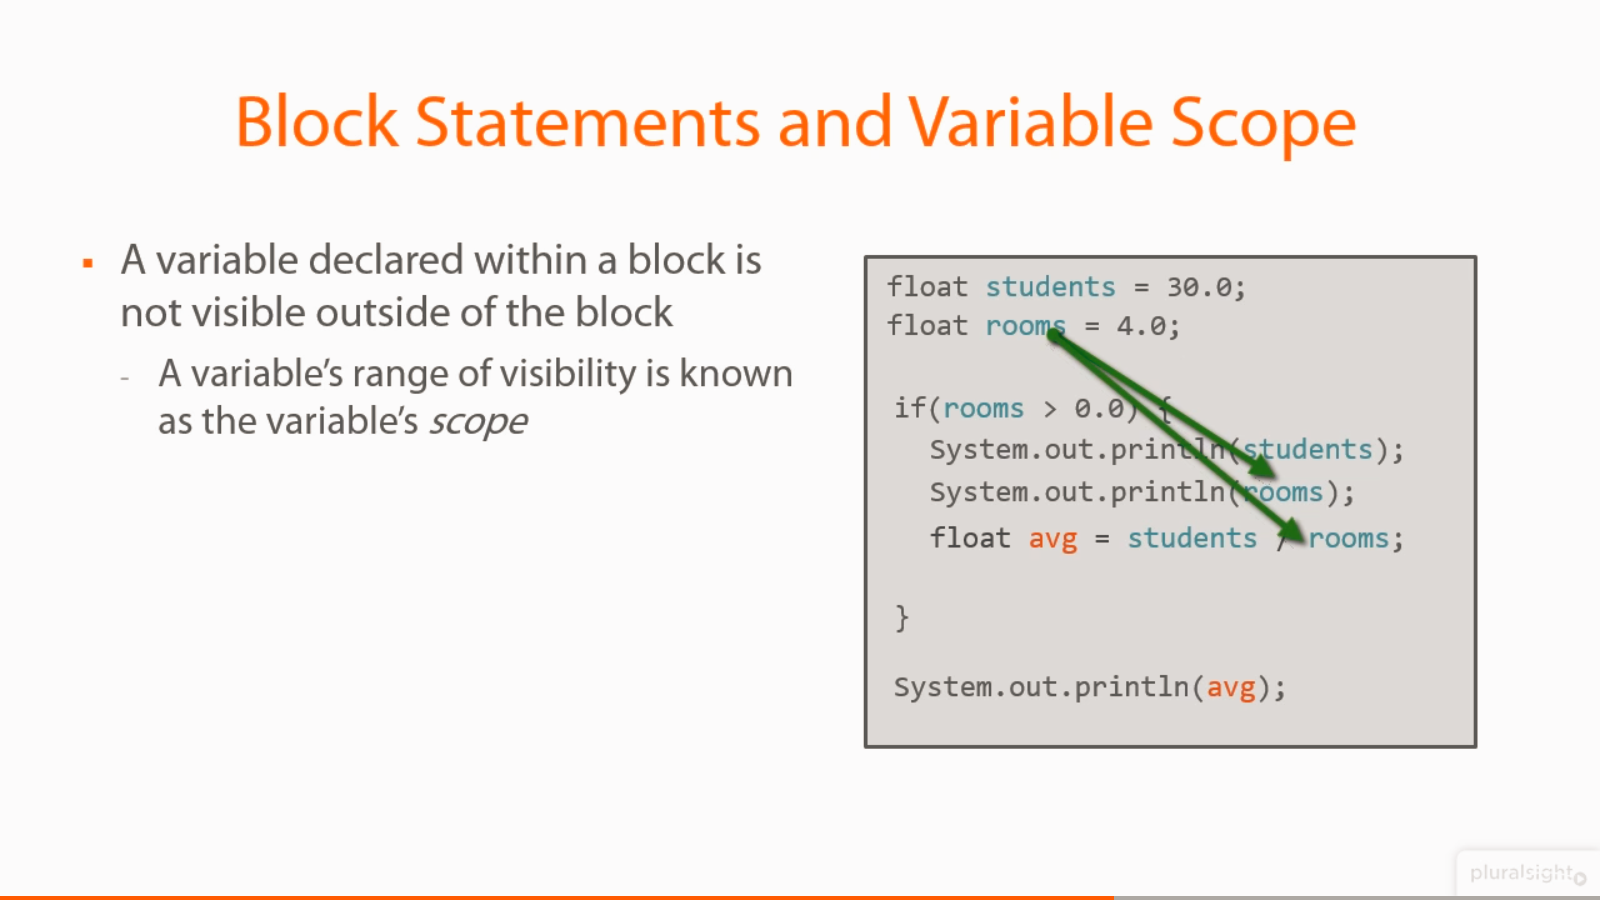 Block Statements and Variable Scope
A variable declared within a block is
not visible outside of the block
- A variable’s range of visibility is known
as the variable’s scope
float students = 30.0;
float rooms = 4.0;
if(rooms > 0.0) {
System.out.println(students);
System.out.println(rooms);
float avg = students / rooms;
}
System.out.println(avg);
pluralsight